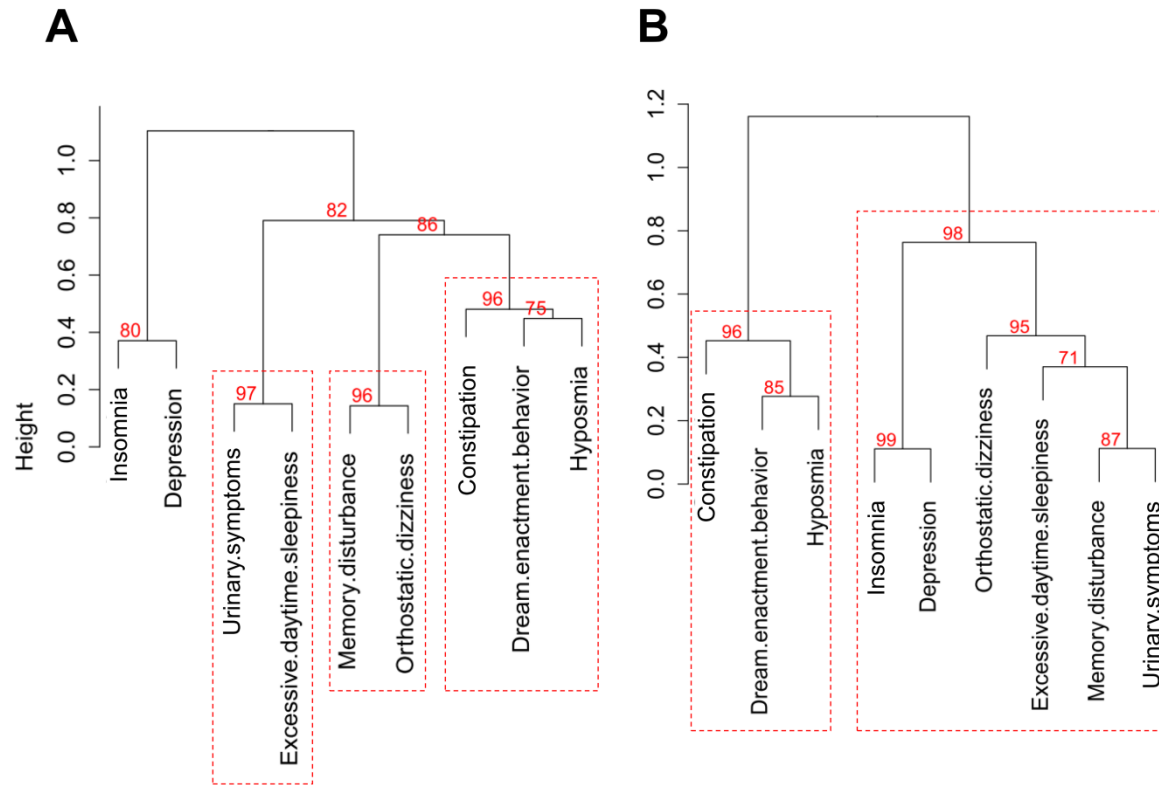 A
B
Height
0.0
0.2
0.4
0.6
0.8
1.0
82
86
96
75
80
97
96
Insomnia
Depression
Urinary.symptoms
Excessive.daytime.sleepiness
Memory.disturbance
Orthostatic.dizziness
Constipation
Dream.enactment.behavior
Hyposmia
0.0
0.2
0.4
0.6
0.8
1.0
1.2
98
96
95
71
85
99
87
Constipation
Dream.enactment.behavior
Hyposmia
Insomnia
Depression
Orthostatic.dizziness
Excessive.daytime.sleepiness
Memory.disturbance
Urinary.symptoms